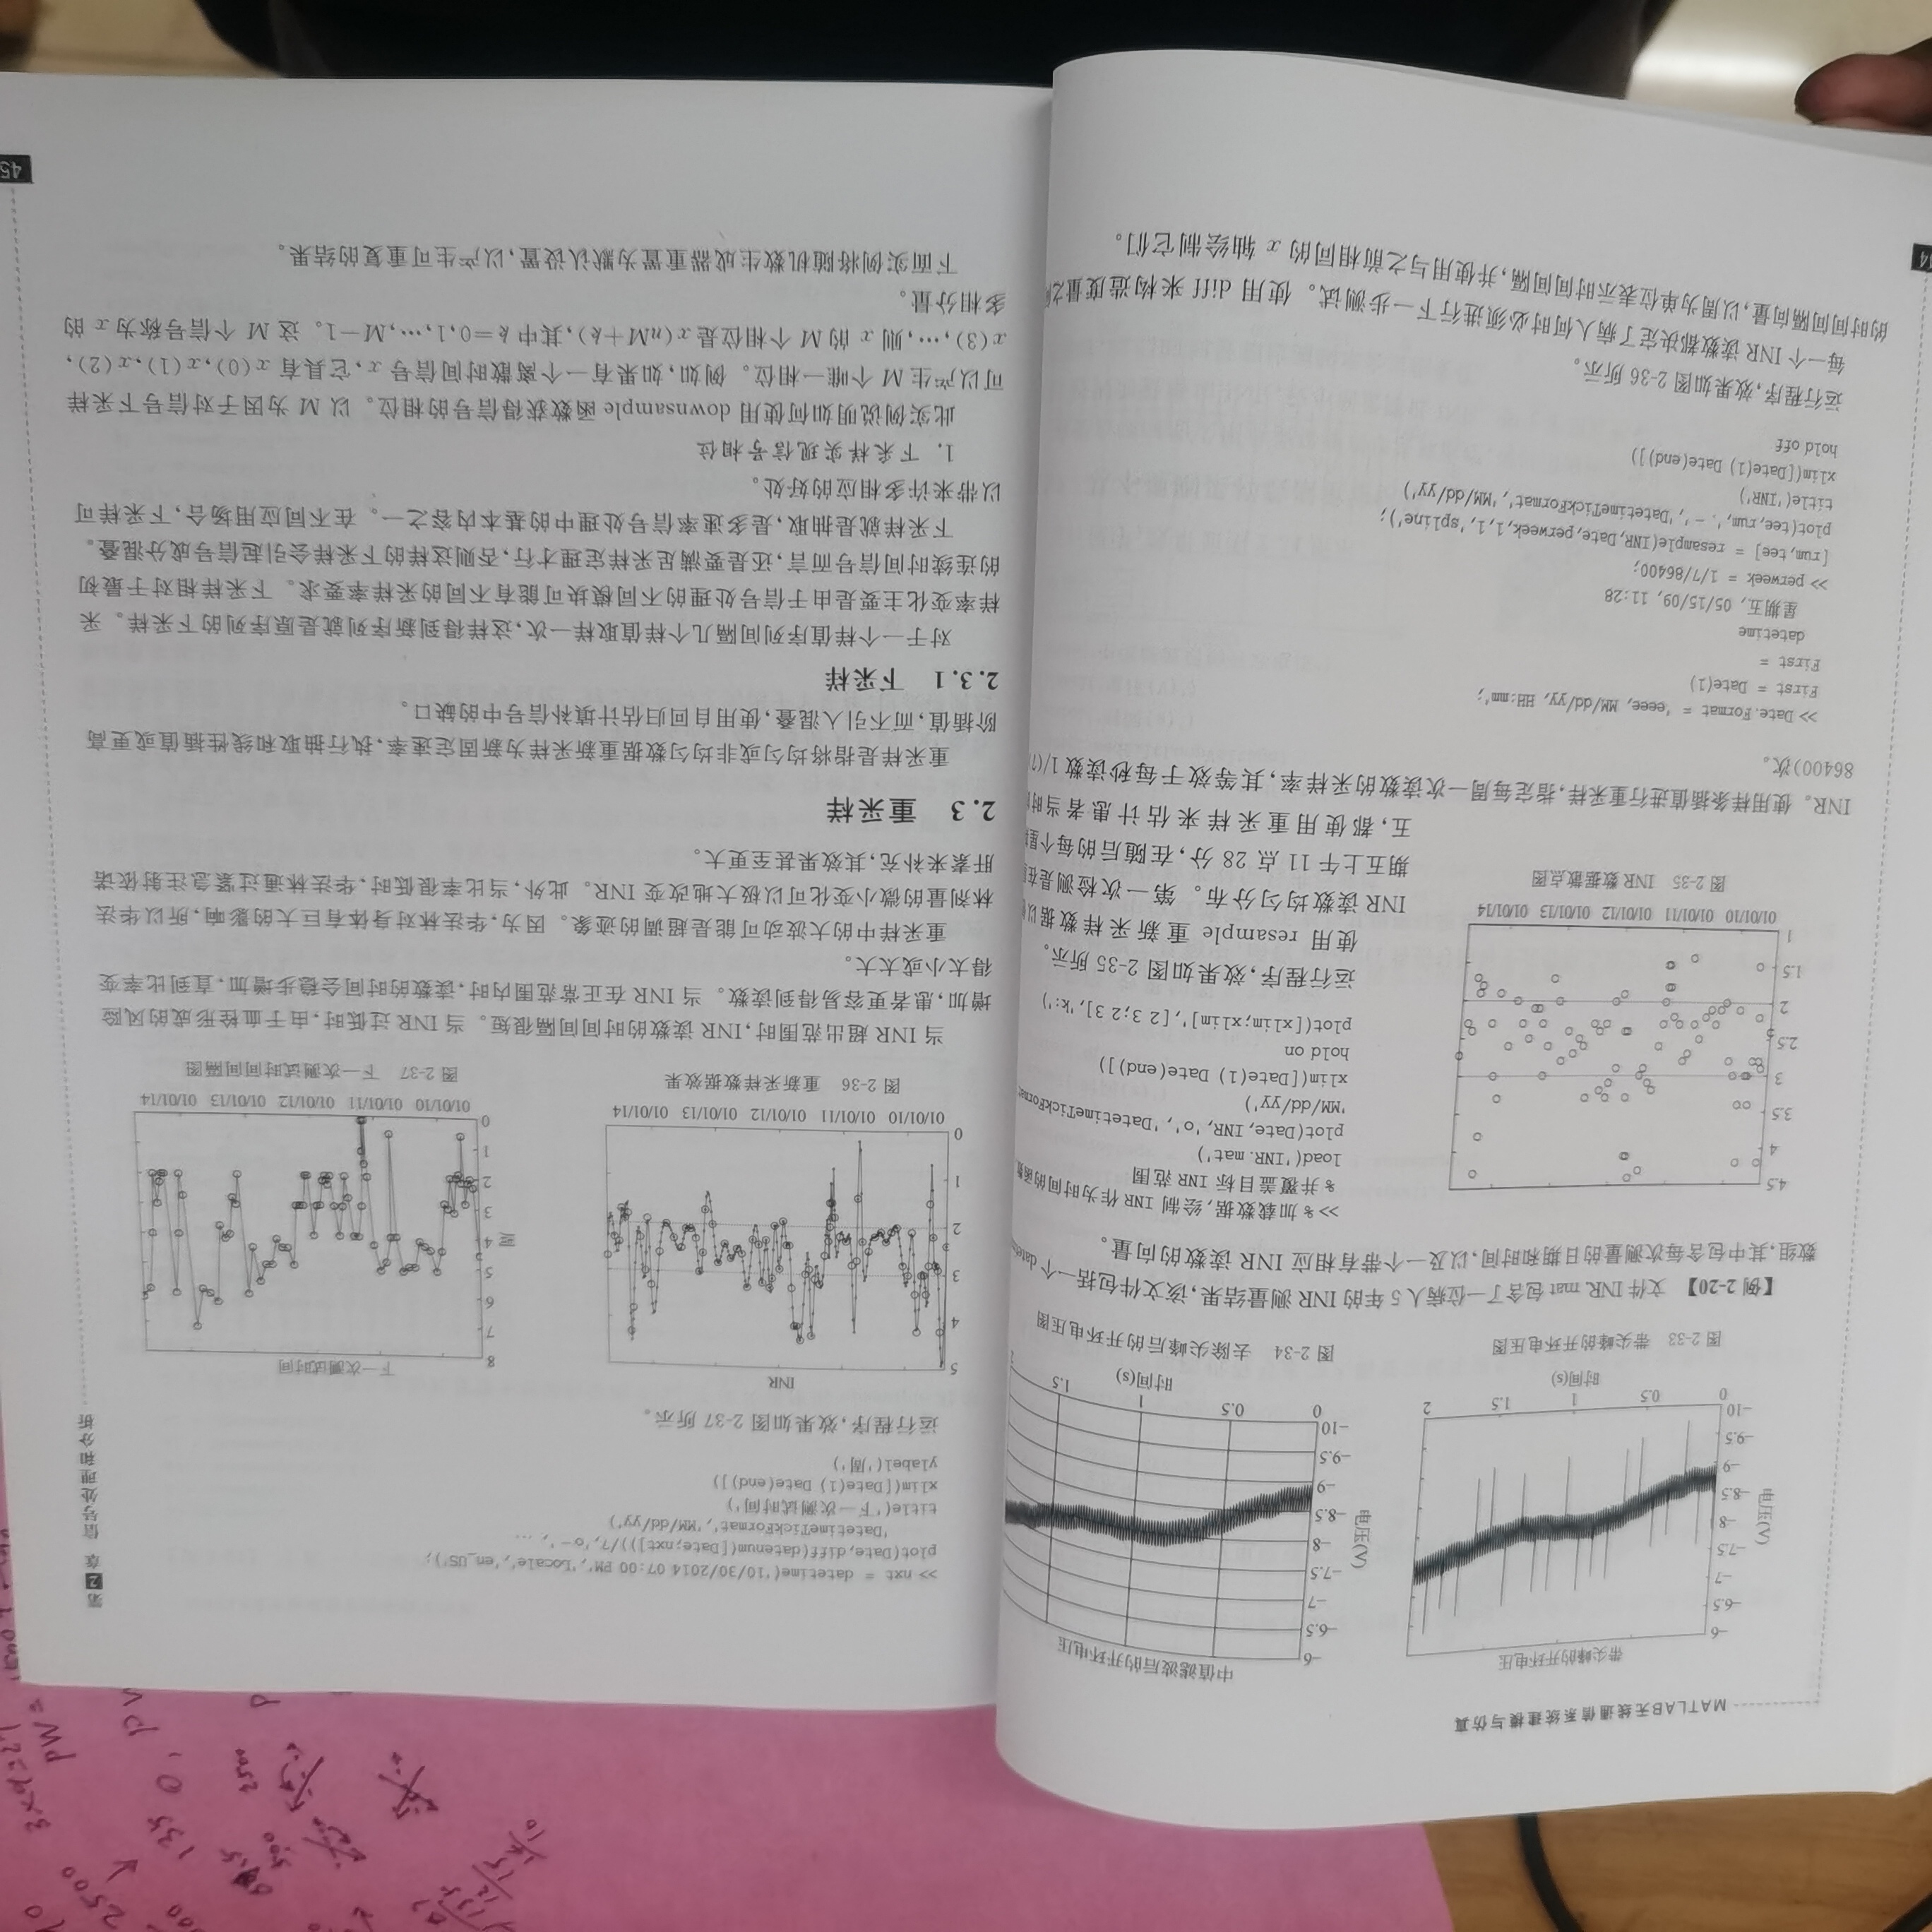 MATLAB无线通信系统建模与仿真
带尖峰的开环电压
-6
-6.5
-7
-7.5
-8
-8.5
-9
-9.5
-10
电压(V)
0 0.5 1 1.5 2
时间(s)
图 2-33 带尖峰的开环电压图
中值滤波后的开环电压
-6
-6.5
-7
-7.5
-8
-8.5
-9
-9.5
-10
电压(V)
0 0.5 1 1.5
时间(s)
图 2-34 去除尖峰后的开环电压图
【例 2-20】 文件 INR.mat 包含了一位病人 5 年的 INR 测量结果,该文件包括一个
数组,其中包含每次测量的日期和时间,以及一个带有相应 INR 读数的向量。
4.5
4
3.5
3
2.5
2
1.5
1
01/01/10 01/01/11 01/01/12 01/01/13 01/01/14
图 2-35 INR 数据散点图
>> % 加载数据,绘制 INR 作为时间的函数
% 并覆盖目标 INR 范围
load('INR.mat')
plot(Date,INR,'o','DatetimeTickFormat
'MM/dd/yy')
xlim([Date(1) Date(end)])
hold on
plot([xlim;xlim]',[2 3;2 3],'k:')
运行程序,效果如图 2-35 所示。
使用 resample 重新采样数据以
INR 读数均匀分布。第一次检测是在
期五上午 11 点 28 分,在随后的每个星
五,都使用重采样来估计患者当时
INR。使用样条插值进行重采样,指定每周一次读数的采样率,其等效于每秒读数 1/(7
86400)次。
>> Date.Format = 'eeee, MM/dd/yy, HH:mm';
First = Date(1)
First =
datetime
星期五, 05/15/09, 11:28
>> perweek = 1/7/86400;
[rum,tee] = resample(INR,Date,perweek,1,1,'spline');
plot(tee,rum,'.-','DatetimeTickFormat','MM/dd/yy')
title('INR')
xlim([Date(1) Date(end)])
hold off
运行程序,效果如图 2-36 所示。
每一个 INR 读数都决定了病人何时必须进行下一步测试。使用 diff 来构造度量之间
的时间间隔向量,以周为单位表示时间间隔,并使用与之前相同的 x 轴绘制它们。
第2章 信号处理和分析
>> nxt = datetime('10/30/2014 07:00 PM','Locale','en_US');
plot(Date,diff(datenum([Date;nxt]))/7,'o-', ...
'DatetimeTickFormat','MM/dd/yy')
title('下一次测试时间')
xlim([Date(1) Date(end)])
ylabel('周')
运行程序,效果如图 2-37 所示。
INR
5
4
3
2
1
0
01/01/10 01/01/11 01/01/12 01/01/13 01/01/14
图 2-36 重新采样数据效果
下一次测试时间
8
7
6
5
4
3
2
1
0
周
01/01/10 01/01/11 01/01/12 01/01/13 01/01/14
图 2-37 下一次测试时间间隔图
当 INR 超出范围时,INR 读数的时间间隔很短。当 INR 过低时,由于血栓形成的风险
增加,患者更容易得到读数。当 INR 在正常范围内时,读数的时间会稳步增加,直到比率变
得太小或太大。
重采样中的大波动可能是超调的迹象。因为,华法林对身体有巨大的影响,所以华法
林剂量的微小变化可以极大地改变 INR。此外,当比率很低时,华法林通过紧急注射依诺
肝素来补充,其效果甚至更大。
2.3 重采样
重采样是指将均匀或非均匀数据重新采样为新固定速率,执行抽取和线性插值或更高
阶插值,而不引入混叠,使用自回归估计填补信号中的缺口。
2.3.1 下采样
对于一个样值序列间隔几个样值取样一次,这样得到新序列就是原序列的下采样。采
样率变化主要是由于信号处理的不同模块可能有不同的采样率要求。下采样相对于最初
的连续时间信号而言,还是要满足采样定理才行,否则这样的下采样会引起信号成分混叠。
下采样就是抽取,是多速率信号处理中的基本内容之一。在不同应用场合,下采样可
以带来许多相应的好处。
1. 下采样实现信号相位
此实例说明如何使用 downsample 函数获得信号的相位。以 M 为因子对信号下采样
可以产生 M 个唯一相位。例如,如果有一个离散时间信号 x,它具有 x(0),x(1),x(2),
x(3),…,则 x 的 M 个相位是 x(nM+k),其中 k=0,1,…,M-1。这 M 个信号称为 x 的
多相分量。
下面实例将随机数生成器重置为默认设置,以产生可重复的结果。
45
2500
135
2500